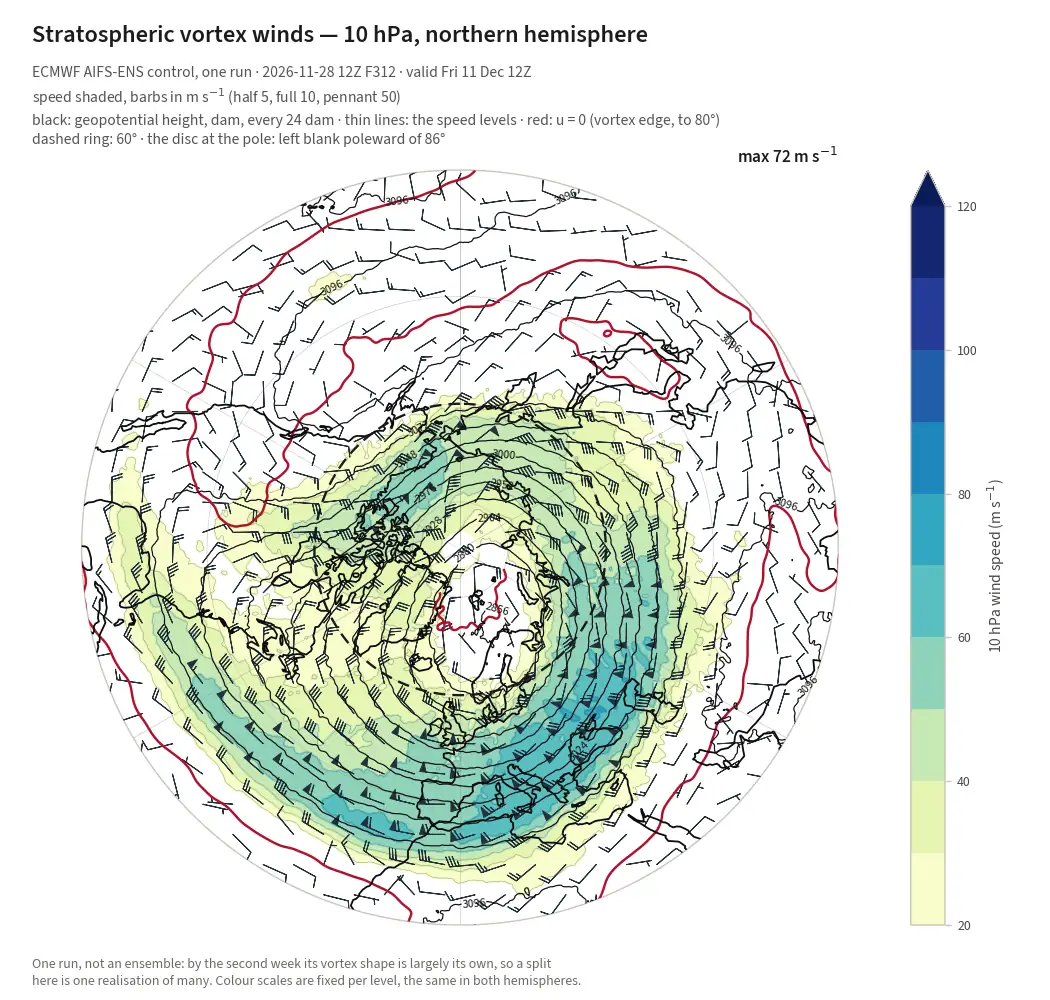 Stratospheric vortex winds — 10 hPa, northern hemisphere
ECMWF AIFS-ENS control, one run · 2026-11-28 12Z F312 · valid Fri 11 Dec 12Z
speed shaded, barbs in m s⁻¹ (half 5, full 10, pennant 50)
black: geopotential height, dam, every 24 dam · thin lines: the speed levels · red: u = 0 (vortex edge, to 80°)
dashed ring: 60° · the disc at the pole: left blank poleward of 86°
max 72 m s⁻¹
3096
3096
3096
3096
3000
2904
2880
2856
3096
3096
3096
120
100
80
60
40
20
10 hPa wind speed (m s⁻¹)
One run, not an ensemble: by the second week its vortex shape is largely its own, so a split
here is one realisation of many. Colour scales are fixed per level, the same in both hemispheres.